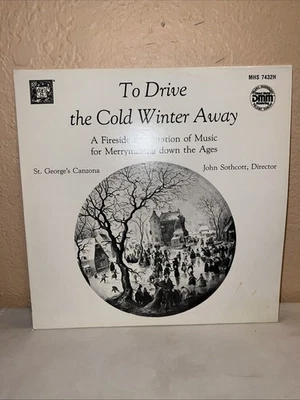 MHS 7432H
DMM
To Drive
the Cold Winter Away
A Fireside of Music
for Merrymaking down the Ages
St. George's Canzona
John Sothcott, Director